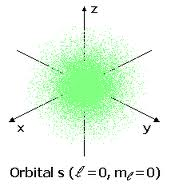 z
x
y
Orbital s (ℓ=0, mℓ=0)